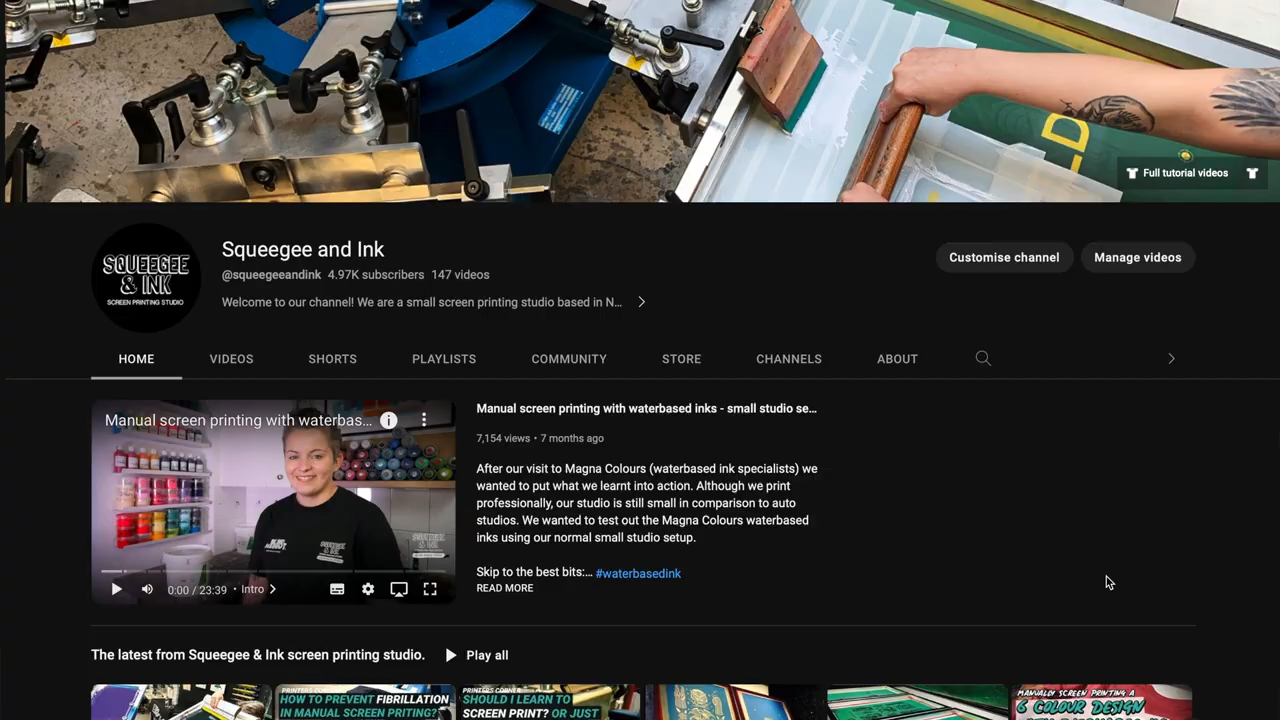 LD
Full tutorial videos
SQUEEGEE
& INK
SCREEN PRINTING STUDIO
Squeegee and Ink
@squeegeeandink 4.97K subscribers 147 videos
Welcome to our channel! We are a small screen printing studio based in N...
Customise channel
Manage videos
HOME
VIDEOS
SHORTS
PLAYLISTS
COMMUNITY
STORE
CHANNELS
ABOUT
Manual screen printing with waterbas...
SQUEEGEE
& INK
0:00 / 23:39 • Intro
Manual screen printing with waterbased inks - small studio se...
7,154 views • 7 months ago
After our visit to Magna Colours (waterbased ink specialists) we
wanted to put what we learnt into action. Although we print
professionally, our studio is still small in comparison to auto
studios. We wanted to test out the Magna Colours waterbased
inks using our normal small studio setup.
Skip to the best bits:... #waterbasedink
READ MORE
The latest from Squeegee & Ink screen printing studio.
Play all
PRINTERS CORNER
HOW TO PREVENT FIBRILLATION
IN MANUAL SCREEN PRITING?
PRINTERS CORNER
SHOULD I LEARN TO
SCREEN PRINT? OR JUST
MANUALLY SCREEN PRINTING A
6 COLOUR DESIGN